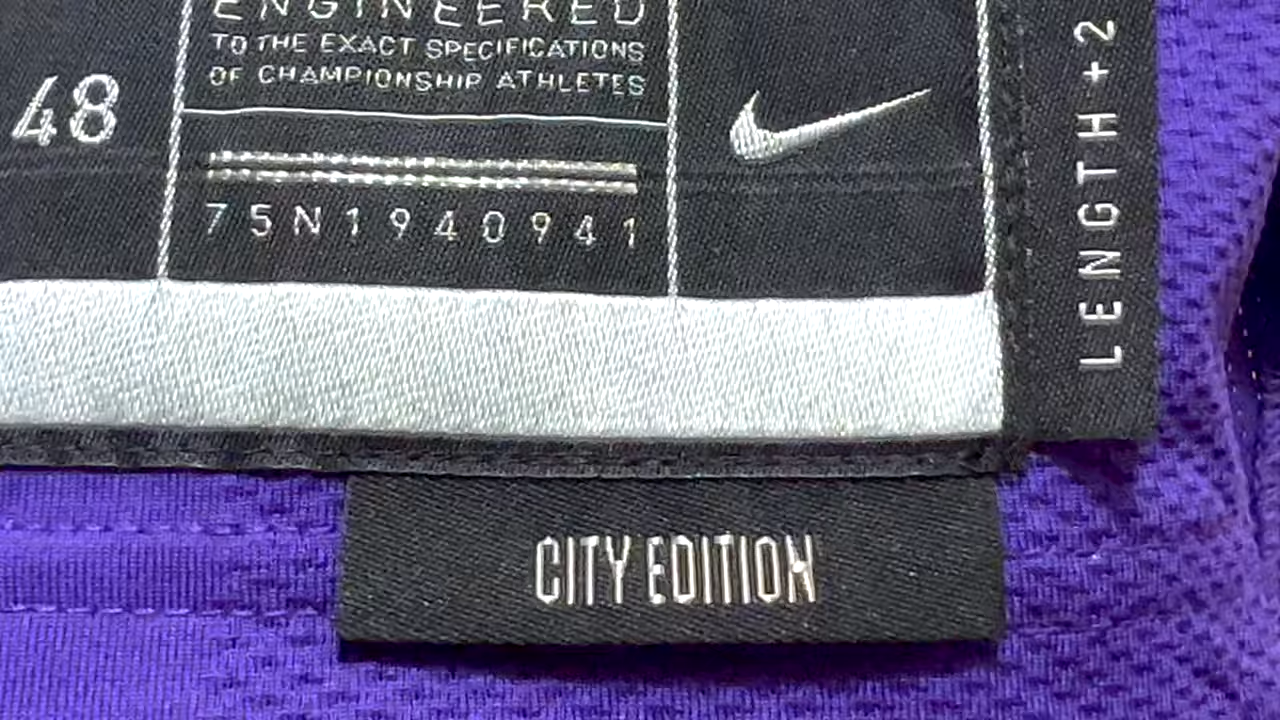 ENGINEERED
TO THE EXACT SPECIFICATIONS
OF CHAMPIONSHIP ATHLETES
48
75N1940941
LENGTH+2
CITY EDITION